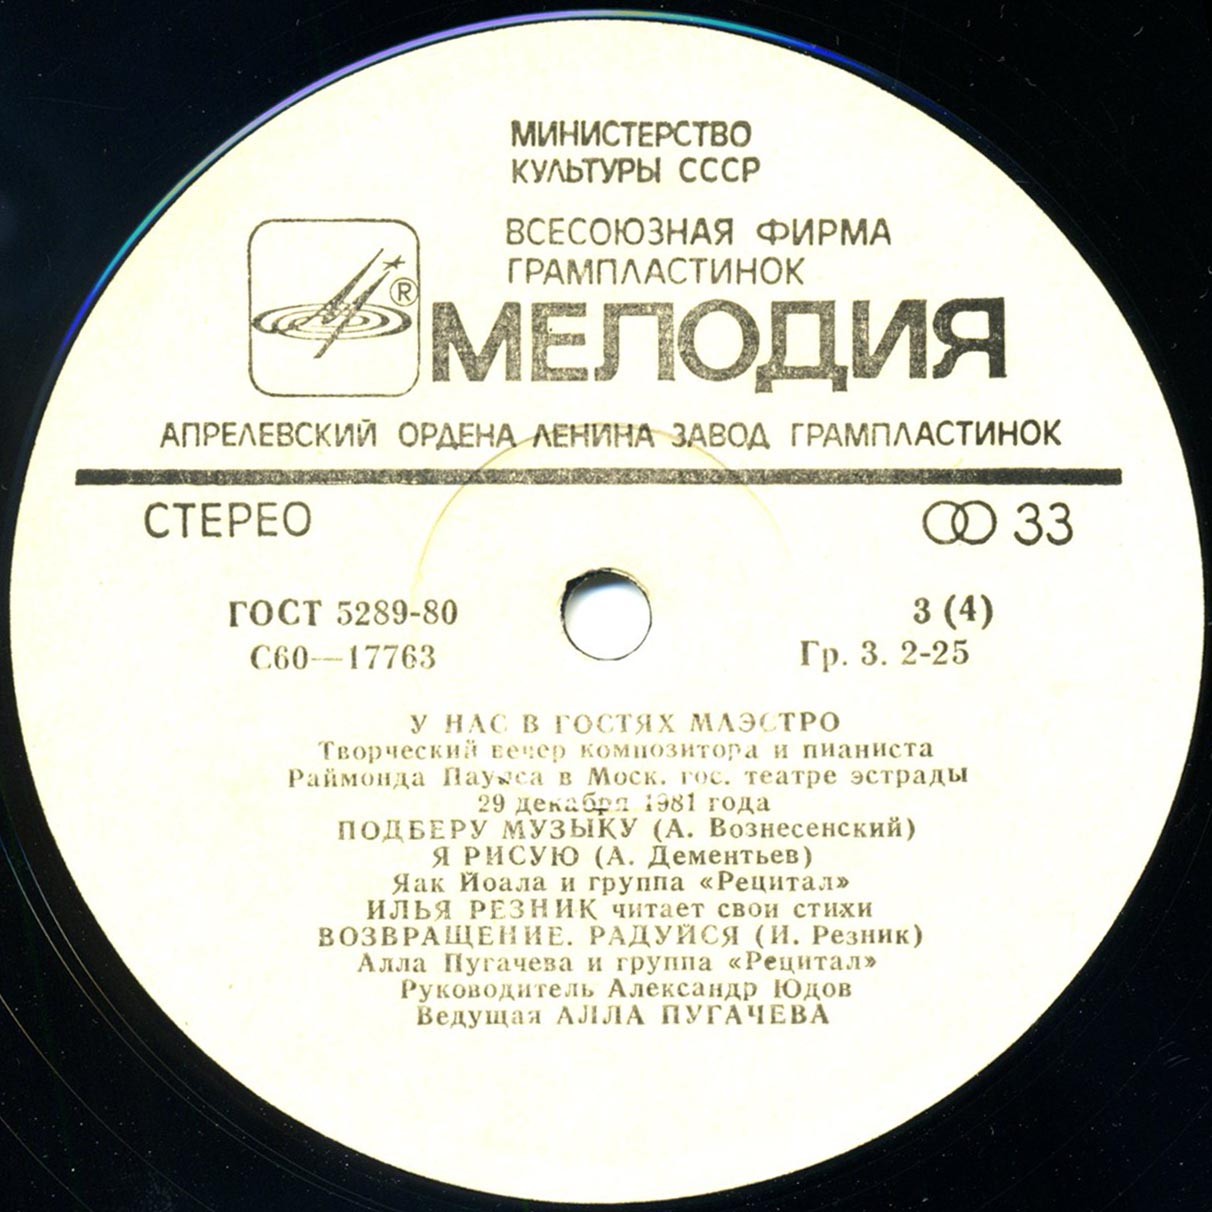 МИНИСТЕРСТВО
КУЛЬТУРЫ СССР
ВСЕСОЮЗНАЯ ФИРМА
ГРАМПЛАСТИНОК
® МЕЛОДИЯ
АПРЕЛЕВСКИЙ ОРДЕНА ЛЕНИНА ЗАВОД ГРАМПЛАСТИНОК
СТЕРЕО 33
ГОСТ 5289-80 3 (4)
С60—17763 Гр. 3. 2-25
У НАС В ГОСТЯХ МАЭСТРО
Творческий вечер композитора и пианиста
Раймонда Паулса в Моск. гос. театре эстрады
29 декабря 1981 года
ПОДБЕРУ МУЗЫКУ (А. Вознесенский)
Я РИСУЮ (А. Дементьев)
Яак Йоала и группа «Рецитал»
ИЛЬЯ РЕЗНИК читает свои стихи
ВОЗВРАЩЕНИЕ. РАДУЙСЯ (И. Резник)
Алла Пугачева и группа «Рецитал»
Руководитель Александр Юдов
Ведущая АЛЛА ПУГАЧЕВА